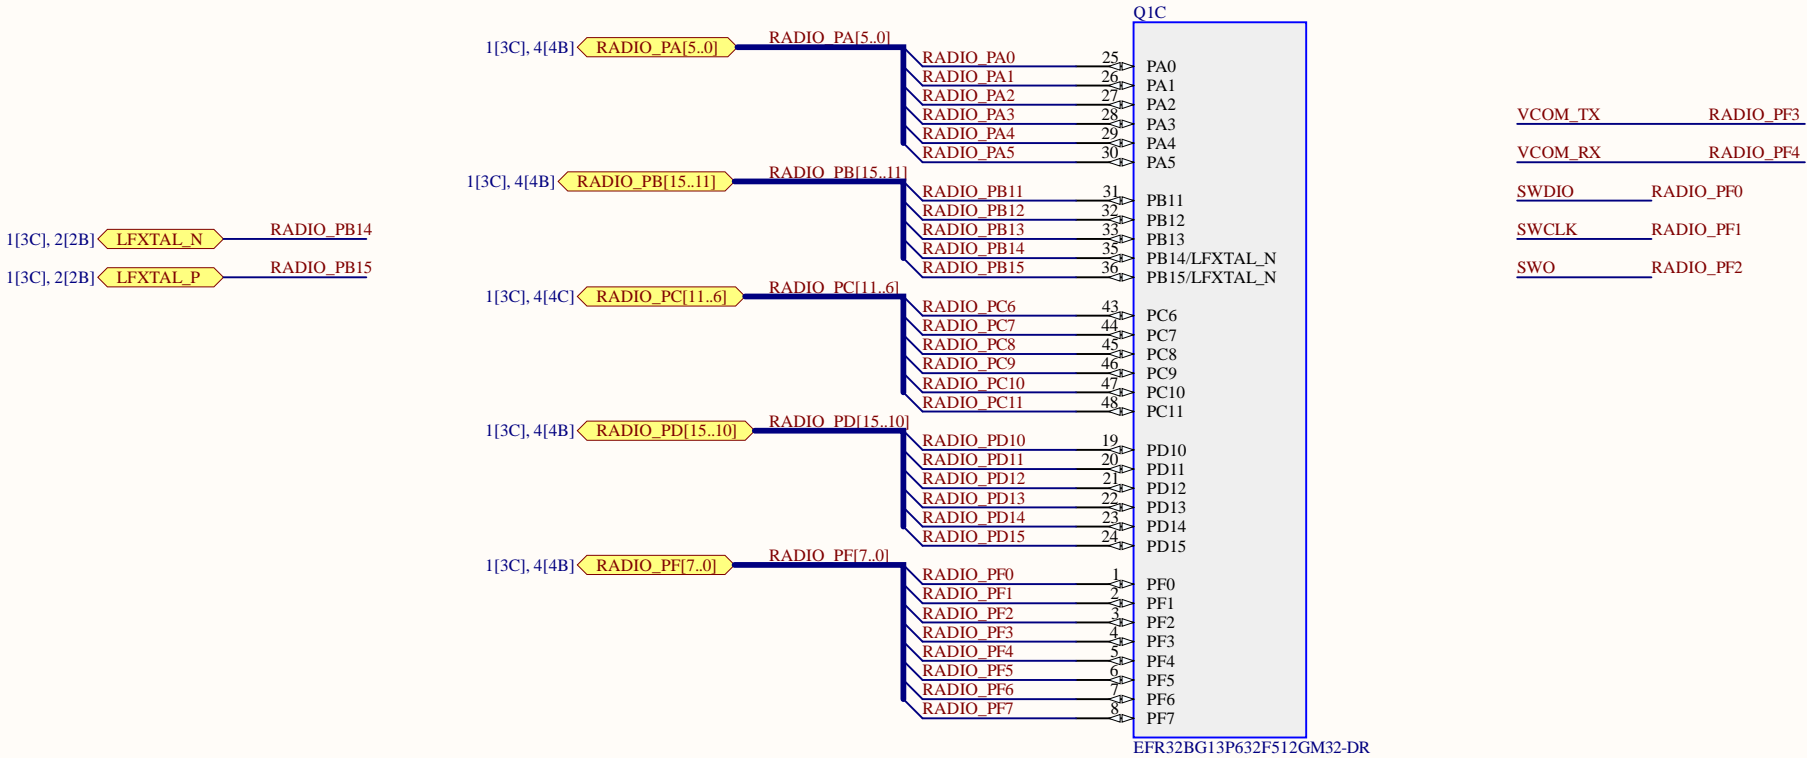 Q1C
1[3C], 4[4B] RADIO_PA[5..0] RADIO_PA[5..0]
RADIO_PA0 25 PA0
RADIO_PA1 26 PA1
RADIO_PA2 27 PA2
RADIO_PA3 28 PA3
RADIO_PA4 29 PA4
RADIO_PA5 30 PA5
1[3C], 4[4B] RADIO_PB[15..11] RADIO_PB[15..11]
RADIO_PB11 31 PB11
RADIO_PB12 32 PB12
RADIO_PB13 33 PB13
RADIO_PB14 35 PB14/LFXTAL_N
RADIO_PB15 36 PB15/LFXTAL_N
1[3C], 2[2B] LFXTAL_N RADIO_PB14
1[3C], 2[2B] LFXTAL_P RADIO_PB15
1[3C], 4[4C] RADIO_PC[11..6] RADIO_PC[11..6]
RADIO_PC6 43 PC6
RADIO_PC7 44 PC7
RADIO_PC8 45 PC8
RADIO_PC9 46 PC9
RADIO_PC10 47 PC10
RADIO_PC11 48 PC11
1[3C], 4[4B] RADIO_PD[15..10] RADIO_PD[15..10]
RADIO_PD10 19 PD10
RADIO_PD11 20 PD11
RADIO_PD12 21 PD12
RADIO_PD13 22 PD13
RADIO_PD14 23 PD14
RADIO_PD15 24 PD15
1[3C], 4[4B] RADIO_PF[7..0] RADIO_PF[7..0]
RADIO_PF0 1 PF0
RADIO_PF1 2 PF1
RADIO_PF2 3 PF2
RADIO_PF3 4 PF3
RADIO_PF4 5 PF4
RADIO_PF5 6 PF5
RADIO_PF6 7 PF6
RADIO_PF7 8 PF7
EFR32BG13P632F512GM32-DR
VCOM_TX RADIO_PF3
VCOM_RX RADIO_PF4
SWDIO RADIO_PF0
SWCLK RADIO_PF1
SWO RADIO_PF2